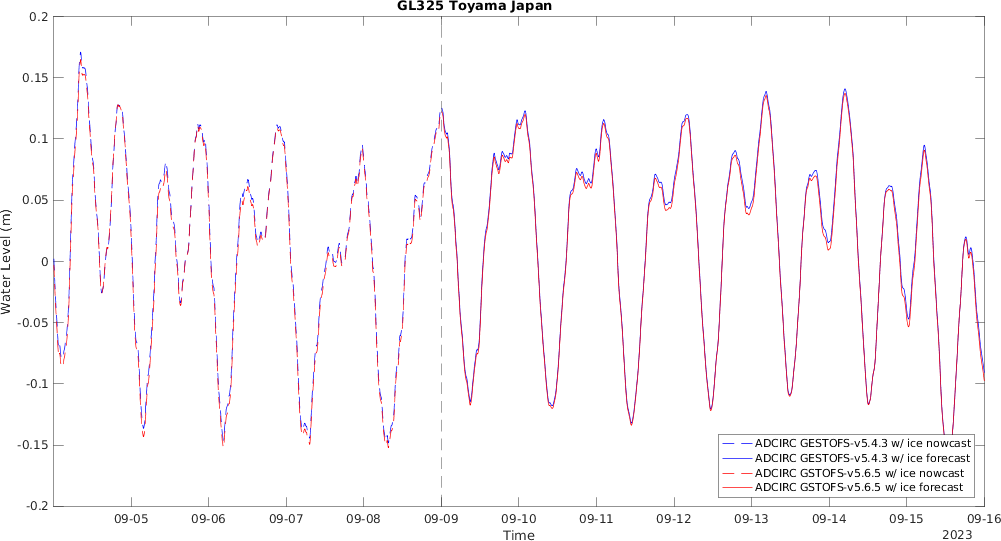 GL325 Toyama Japan
0.2
0.15
0.1
0.05
0
-0.05
-0.1
-0.15
-0.2
Water Level (m)
ADCIRC GESTOFS-v5.4.3 w/ ice nowcast
ADCIRC GESTOFS-v5.4.3 w/ ice forecast
ADCIRC GSTOFS-v5.6.5 w/ ice nowcast
ADCIRC GSTOFS-v5.6.5 w/ ice forecast
09-05 09-06 09-07 09-08 09-09 09-10 09-11 09-12 09-13 09-14 09-15 09-16
Time
2023